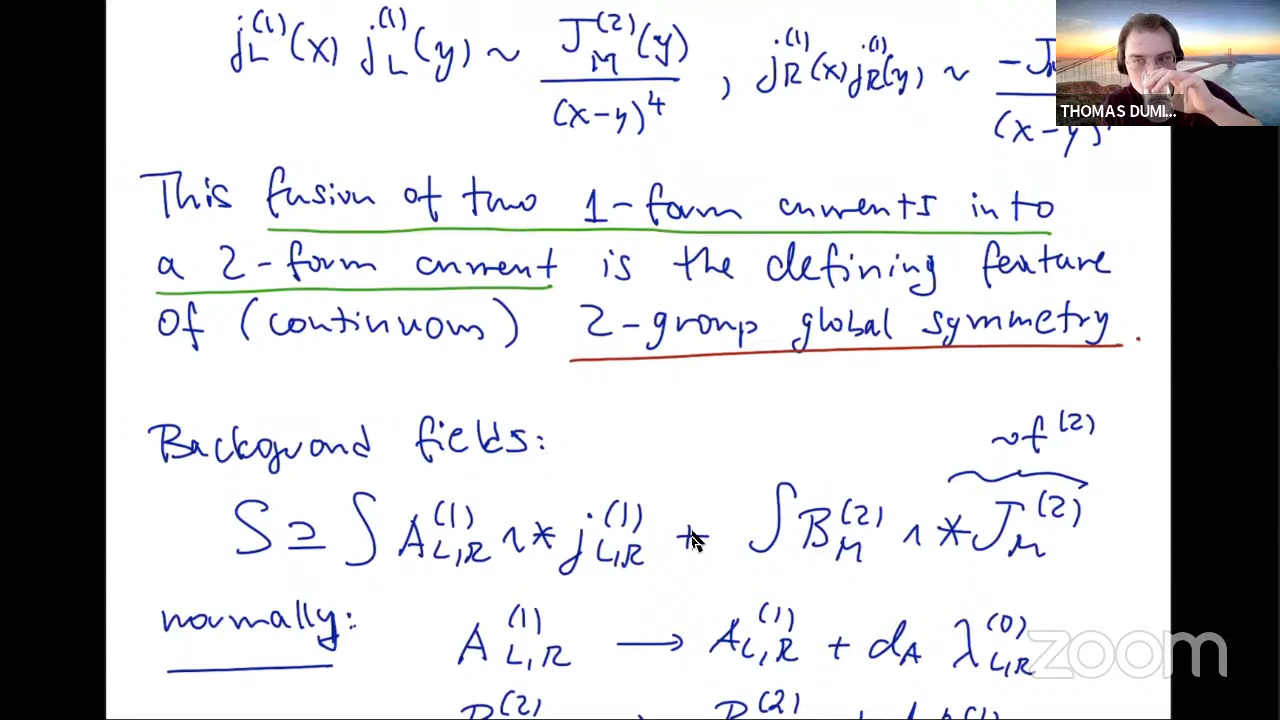 j_L^{(1)}(x) j_L^{(1)}(y) ~ J_M^{(2)}(y) / (x-y)^4 , j_R^{(1)}(x) j_R^{(1)}(y) ~
THOMAS DUMI...
This fusion of two 1-form currents into
a 2-form current is the defining feature
of (continuous) 2-group global symmetry.
Background fields:
~f^{(2)}
S ⊇ ∫ A_{L,R}^{(1)} ∧ * j_{L,R}^{(1)} + ∫ B_M^{(2)} ∧ * J_M^{(2)}
normally: A_{L,R}^{(1)} → A_{L,R}^{(1)} + d_A λ_{L,R}^{(0)}
zoom